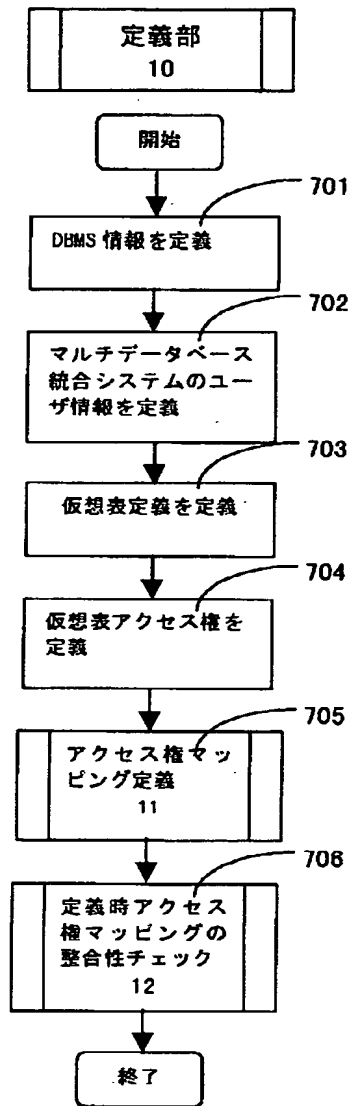 定義部
10
開始
701
DBMS 情報を定義
702
マルチデータベース
統合システムのユー
ザ情報を定義
703
仮想表定義を定義
704
仮想表アクセス権を
定義
705
アクセス権マッ
ピング定義
11
706
定義時アクセス
権マッピングの
整合性チェック
12
終了